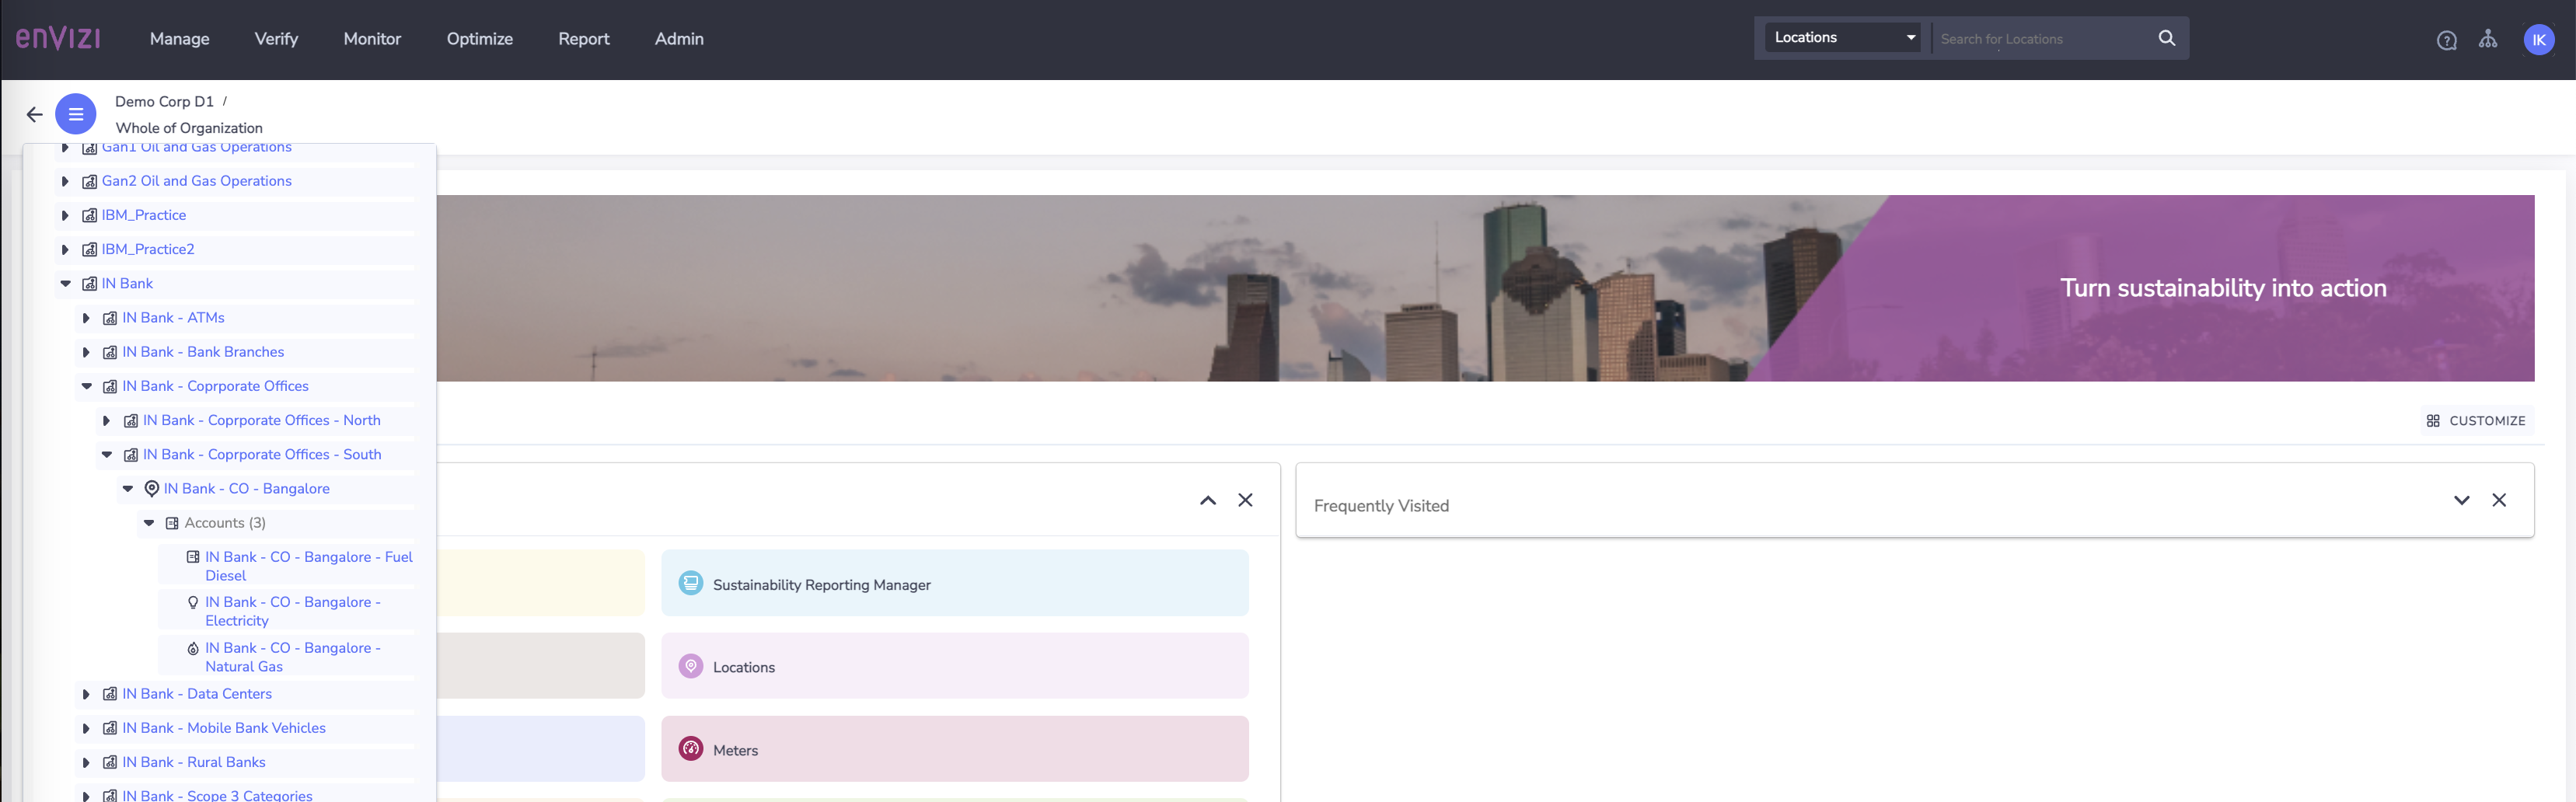 envizi
Manage
Verify
Monitor
Optimize
Report
Admin
Locations
Search for Locations
IK
Demo Corp D1 /
Whole of Organization
Gan1 Oil and Gas Operations
Gan2 Oil and Gas Operations
IBM_Practice
IBM_Practice2
IN Bank
IN Bank - ATMs
IN Bank - Bank Branches
IN Bank - Coprporate Offices
IN Bank - Coprporate Offices - North
IN Bank - Coprporate Offices - South
IN Bank - CO - Bangalore
Accounts (3)
IN Bank - CO - Bangalore - Fuel
Diesel
IN Bank - CO - Bangalore -
Electricity
IN Bank - CO - Bangalore -
Natural Gas
IN Bank - Data Centers
IN Bank - Mobile Bank Vehicles
IN Bank - Rural Banks
IN Bank - Scope 3 Categories
Turn sustainability into action
CUSTOMIZE
Frequently Visited
Sustainability Reporting Manager
Locations
Meters